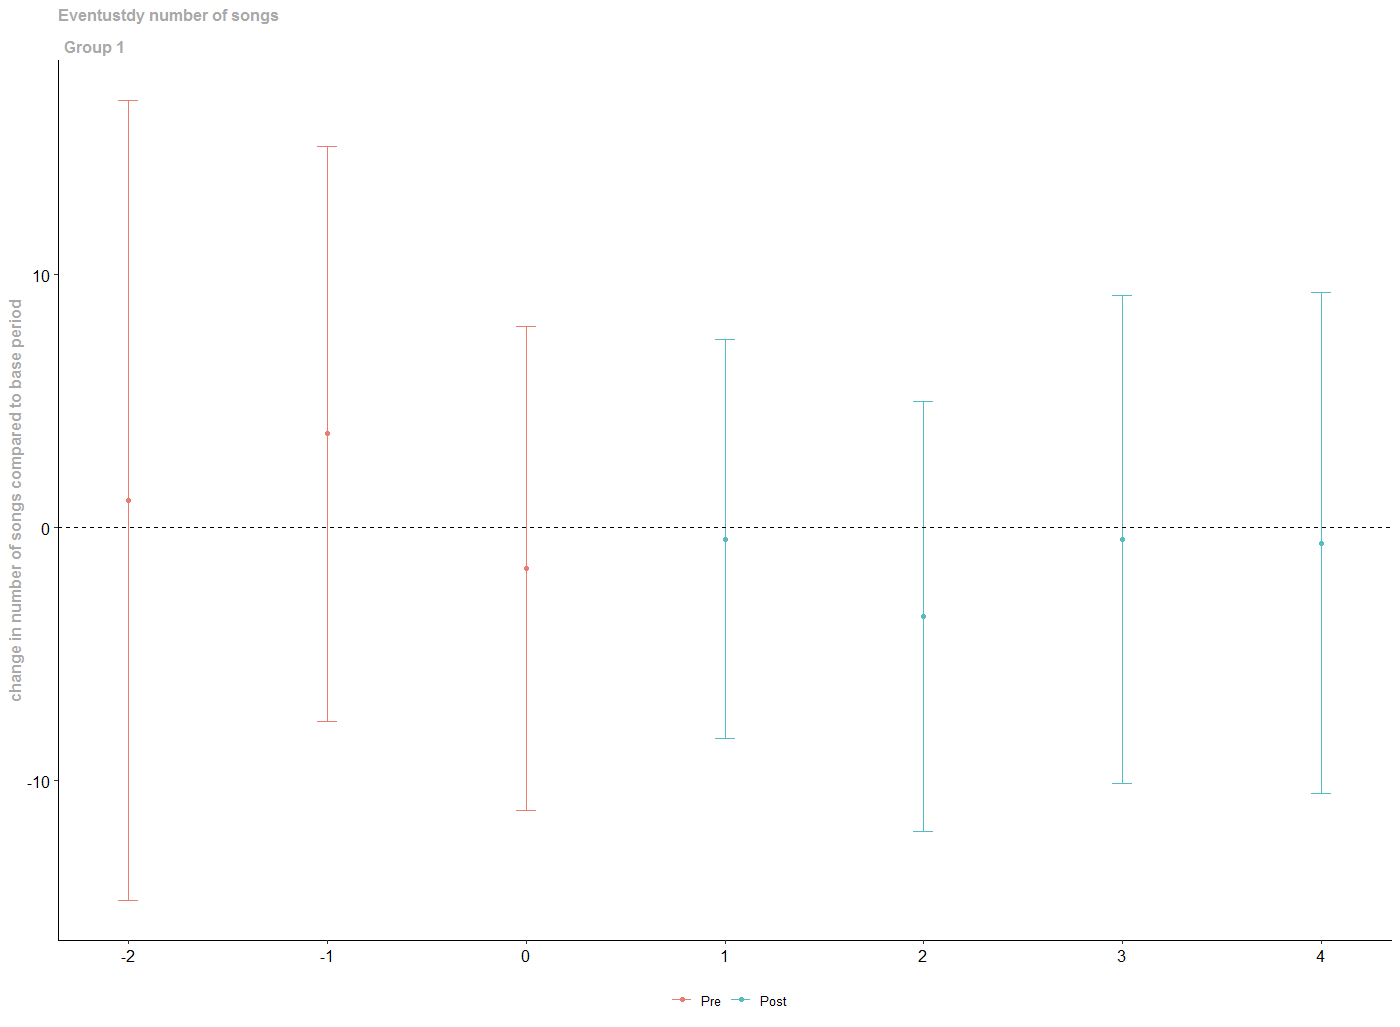 Eventustdy number of songs
Group 1
change in number of songs compared to base period
10
0
-10
-2 -1 0 1 2 3 4
Pre Post